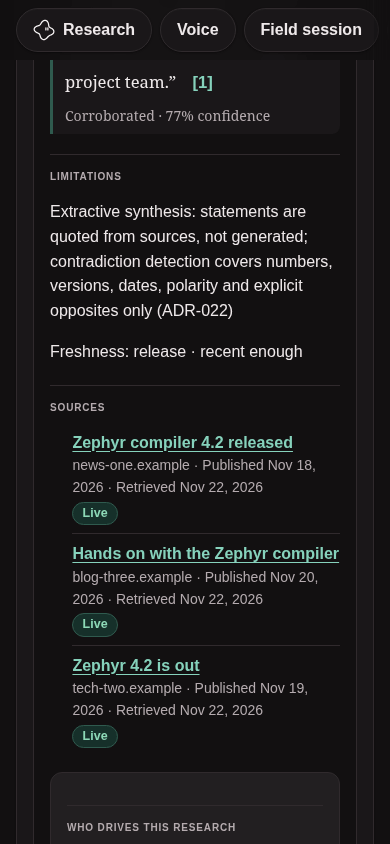 Research
Voice
Field session
project team.” [1]
Corroborated · 77% confidence
LIMITATIONS
Extractive synthesis: statements are
quoted from sources, not generated;
contradiction detection covers numbers,
versions, dates, polarity and explicit
opposites only (ADR-022)
Freshness: release · recent enough
SOURCES
Zephyr compiler 4.2 released
news-one.example · Published Nov 18,
2026 · Retrieved Nov 22, 2026
Live
Hands on with the Zephyr compiler
blog-three.example · Published Nov 20,
2026 · Retrieved Nov 22, 2026
Live
Zephyr 4.2 is out
tech-two.example · Published Nov 19,
2026 · Retrieved Nov 22, 2026
Live
WHO DRIVES THIS RESEARCH